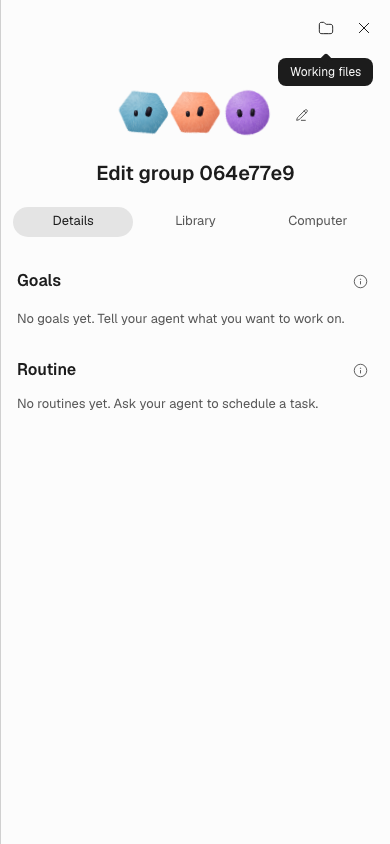 Working files
Edit group 064e77e9
Details
Library
Computer
Goals
No goals yet. Tell your agent what you want to work on.
Routine
No routines yet. Ask your agent to schedule a task.